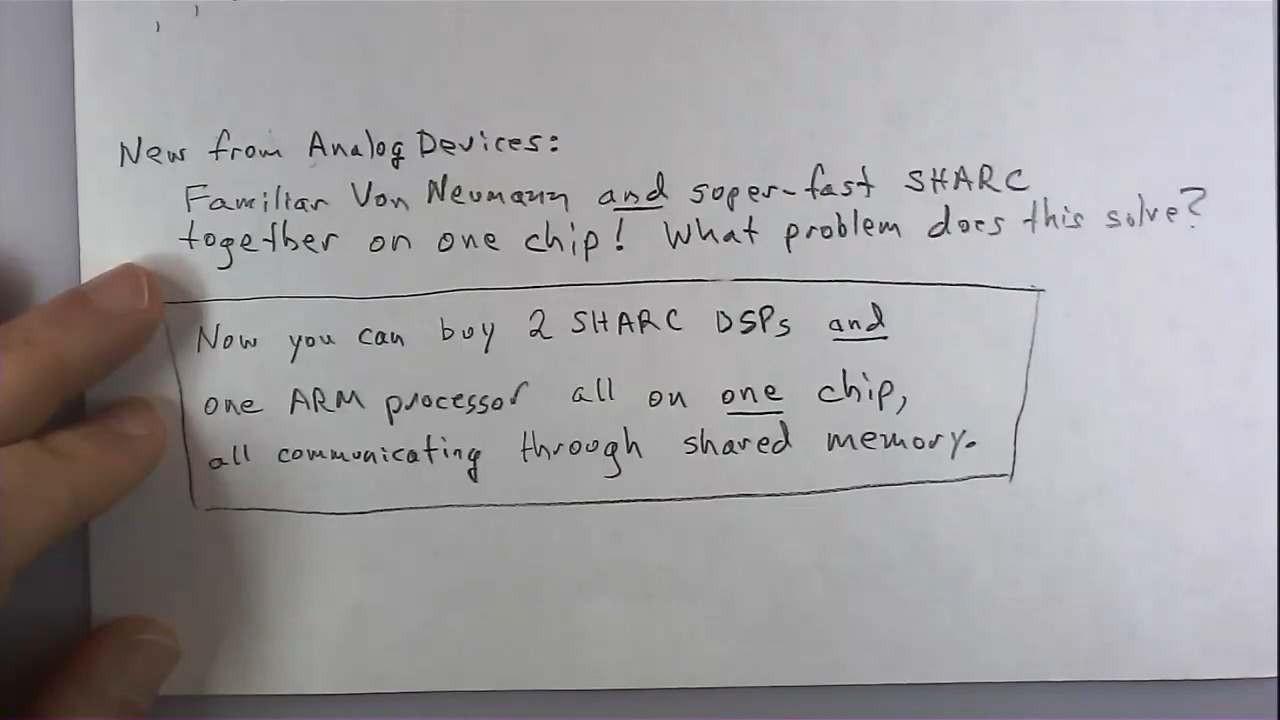 New from Analog Devices:
Familiar Von Neumann and super-fast SHARC
together on one chip! What problem does this solve?
Now you can buy 2 SHARC DSPs and
one ARM processor all on one chip,
all communicating through shared memory.